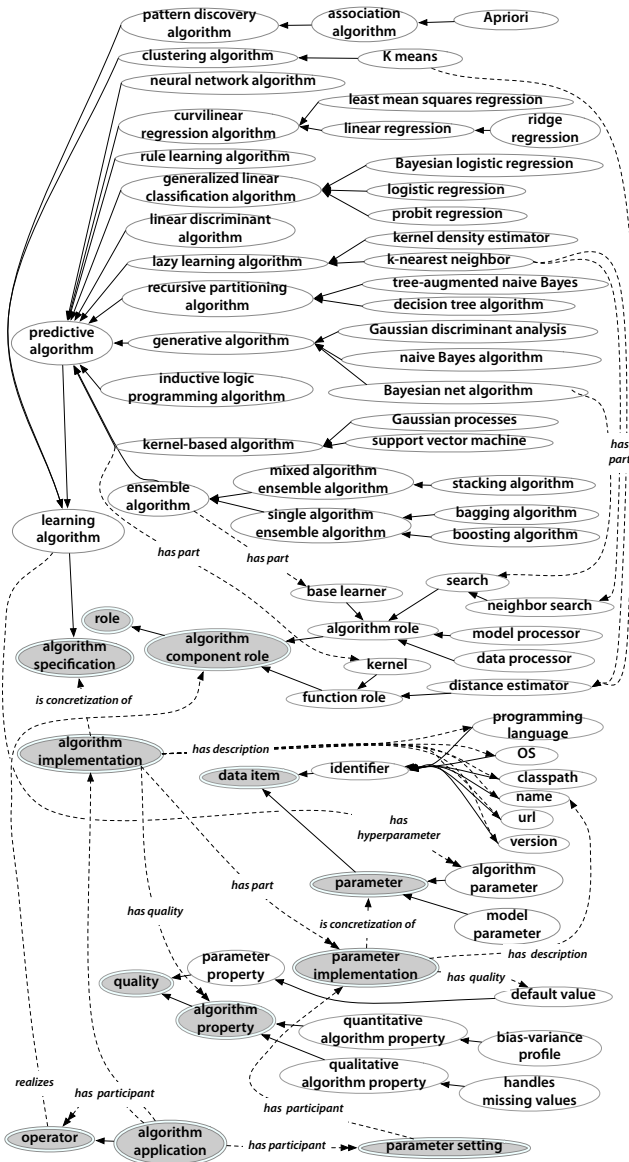 pattern discovery
algorithm
association
algorithm
Apriori
clustering algorithm
K means
neural network algorithm
least mean squares regression
curvilinear
regression algorithm
linear regression
ridge
regression
rule learning algorithm
Bayesian logistic regression
generalized linear
classification algorithm
logistic regression
probit regression
linear discriminant
algorithm
kernel density estimator
lazy learning algorithm
k-nearest neighbor
tree-augmented naive Bayes
recursive partitioning
algorithm
decision tree algorithm
predictive
algorithm
Gaussian discriminant analysis
generative algorithm
naive Bayes algorithm
inductive logic
programming algorithm
Bayesian net algorithm
Gaussian processes
kernel-based algorithm
support vector machine
has
part
mixed algorithm
ensemble algorithm
stacking algorithm
ensemble
algorithm
single algorithm
ensemble algorithm
bagging algorithm
boosting algorithm
learning
algorithm
has part
has part
search
base learner
neighbor search
role
algorithm role
model processor
algorithm
component role
algorithm
specification
kernel
data processor
function role
distance estimator
is concretization of
programming
language
algorithm
implementation
has description
OS
data item
identifier
classpath
name
url
version
has
hyperparameter
algorithm
parameter
has part
parameter
model
parameter
has quality
is concretization of
parameter
implementation
has description
has quality
parameter
property
quality
default value
algorithm
property
quantitative
algorithm property
bias-variance
profile
qualitative
algorithm property
handles
missing values
realizes
has participant
has participant
operator
algorithm
application
has participant
parameter setting